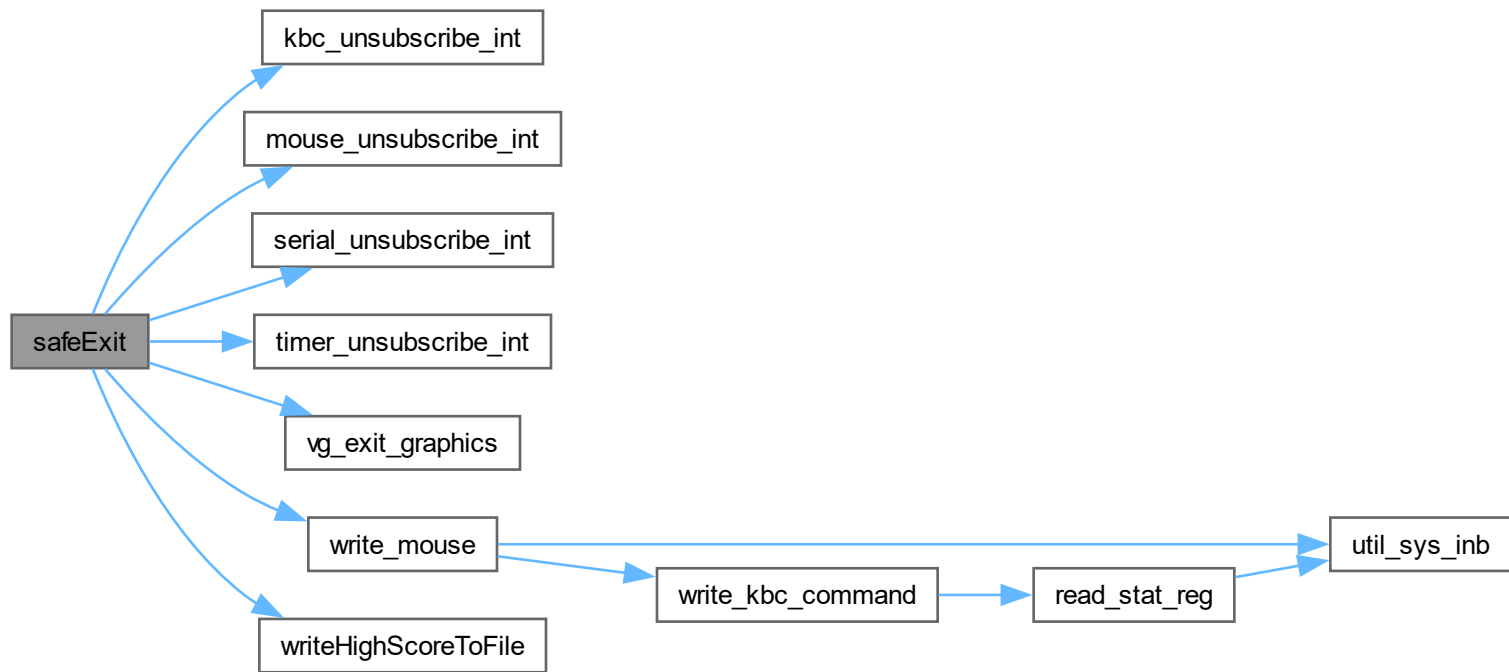 safeExit
kbc_unsubscribe_int
mouse_unsubscribe_int
serial_unsubscribe_int
timer_unsubscribe_int
vg_exit_graphics
write_mouse
writeHighScoreToFile
write_kbc_command
read_stat_reg
util_sys_inb